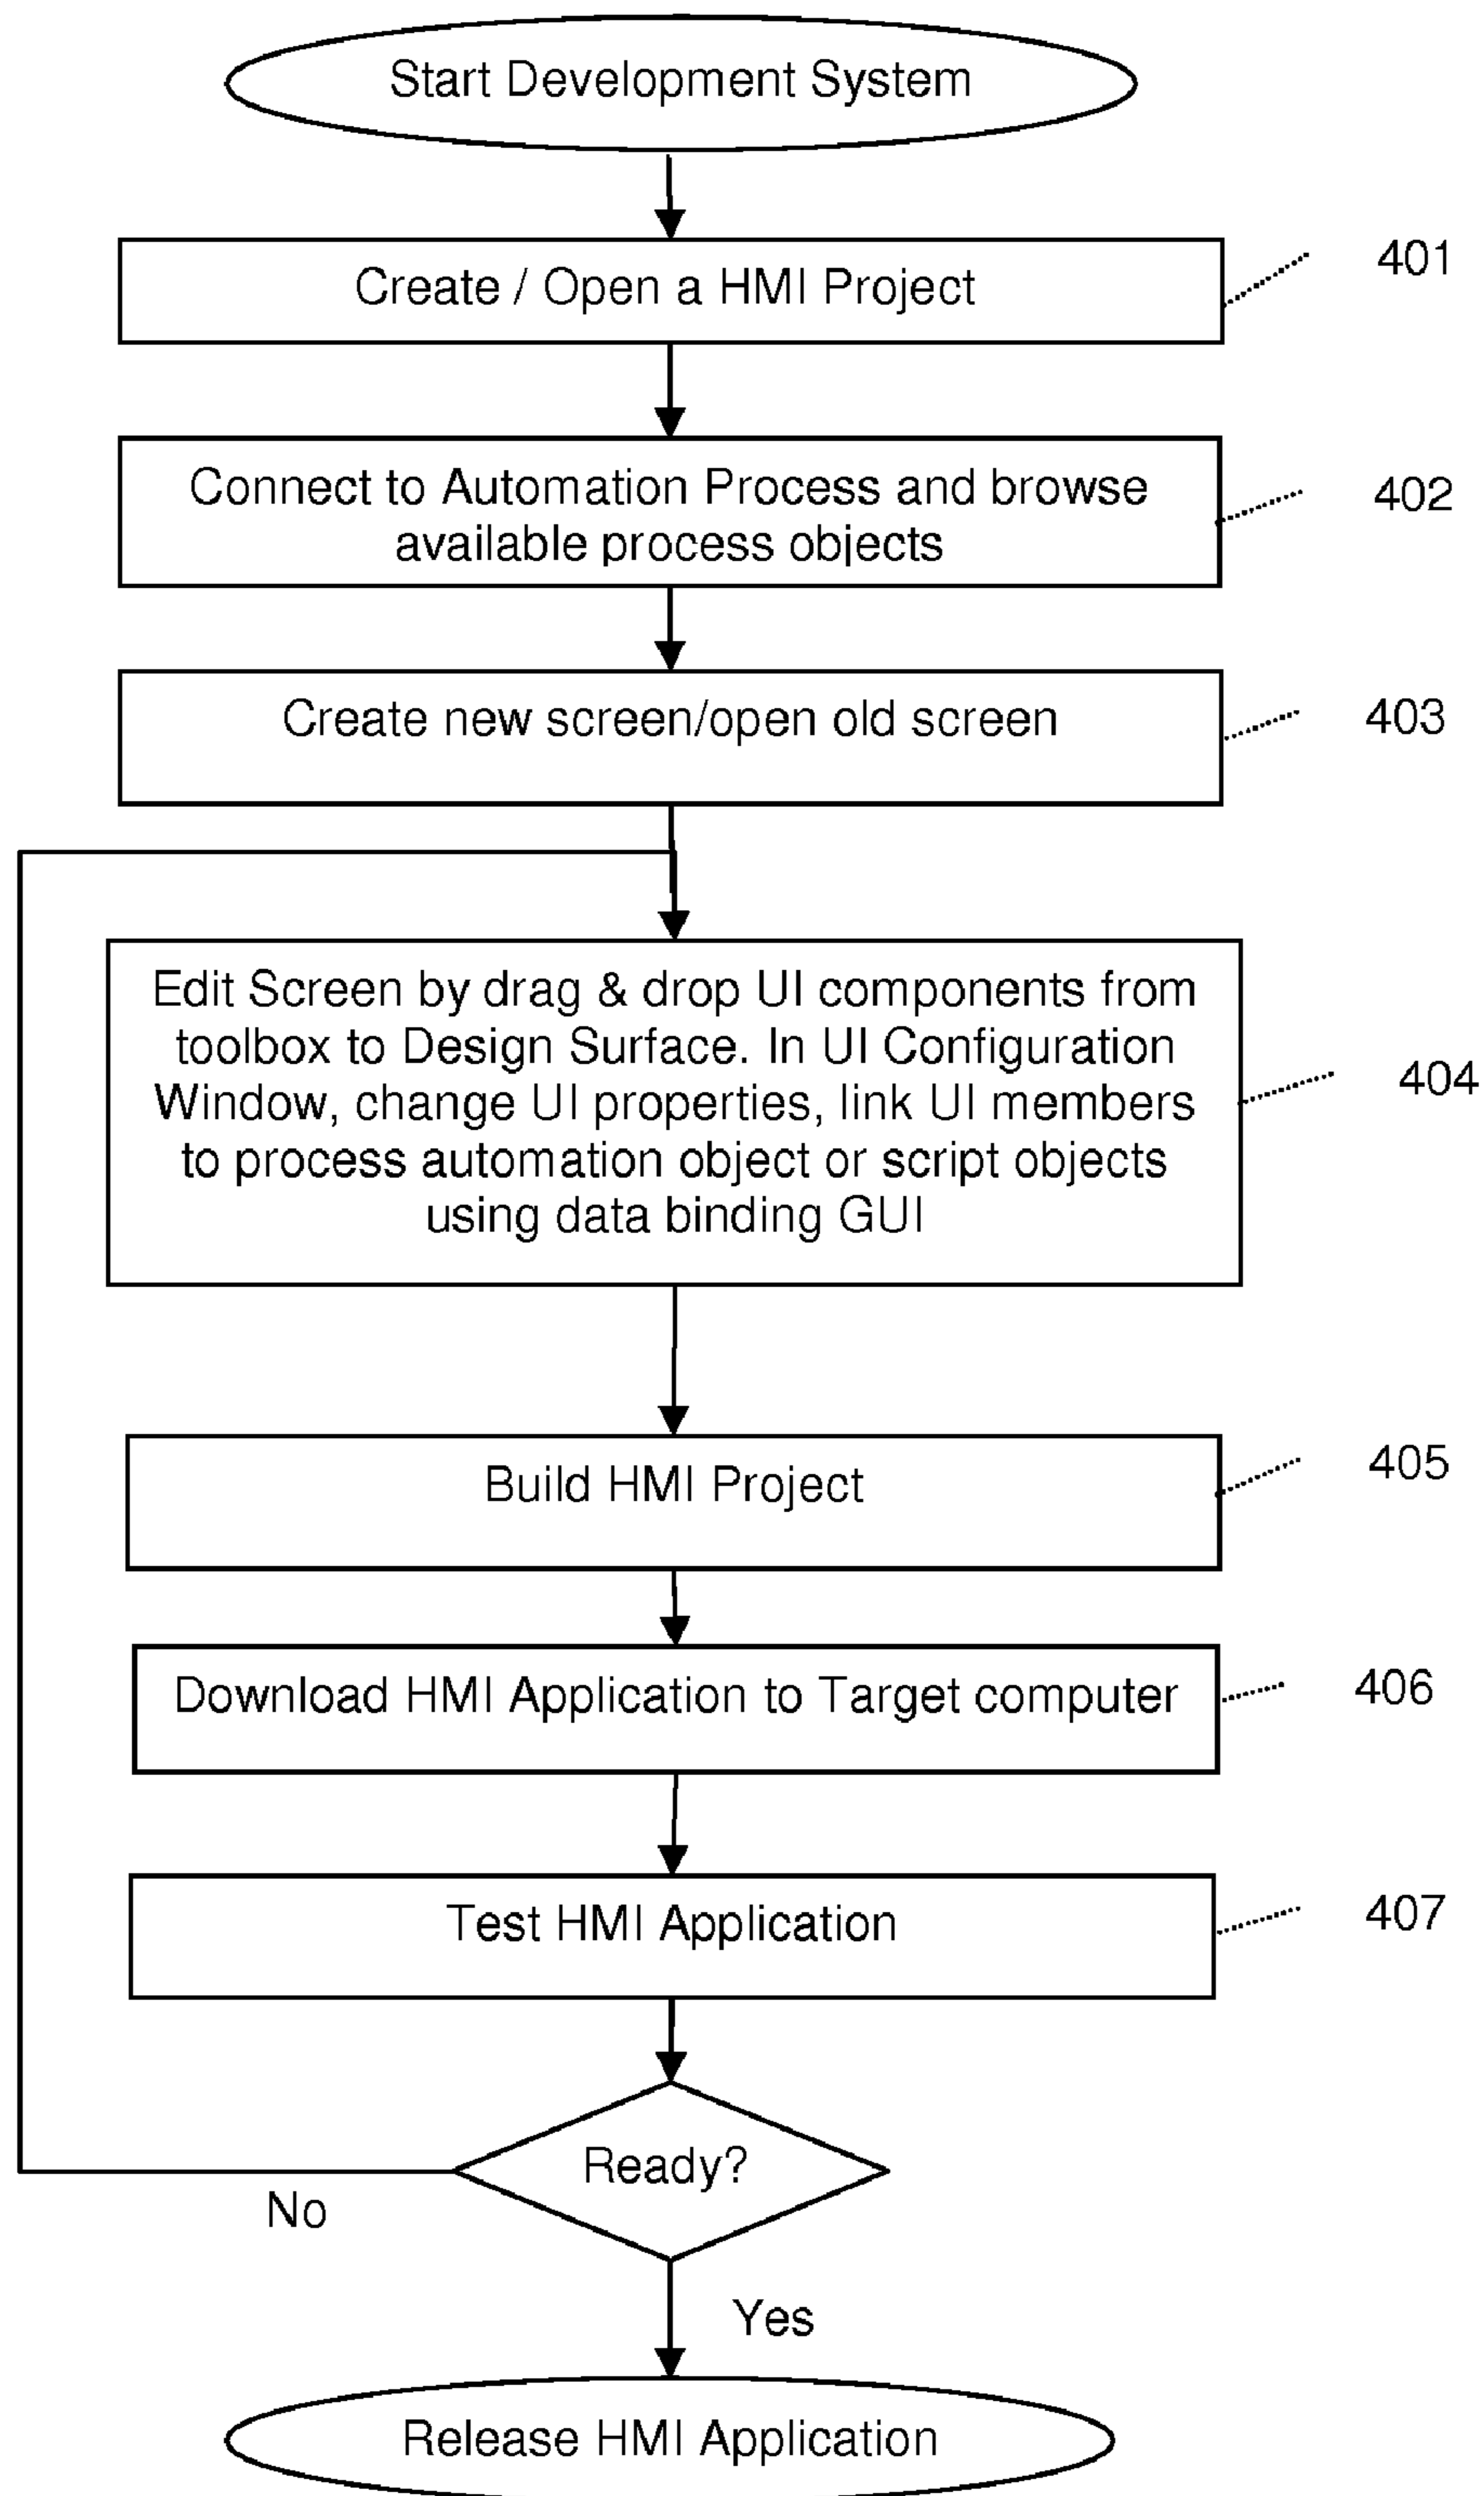 Start Development System
Create / Open a HMI Project
401
Connect to Automation Process and browse
available process objects
402
Create new screen/open old screen
403
Edit Screen by drag & drop UI components from
toolbox to Design Surface. In UI Configuration
Window, change UI properties, link UI members
to process automation object or script objects
using data binding GUI
404
Build HMI Project
405
Download HMI Application to Target computer
406
Test HMI Application
407
Ready?
No
Yes
Release HMI Application